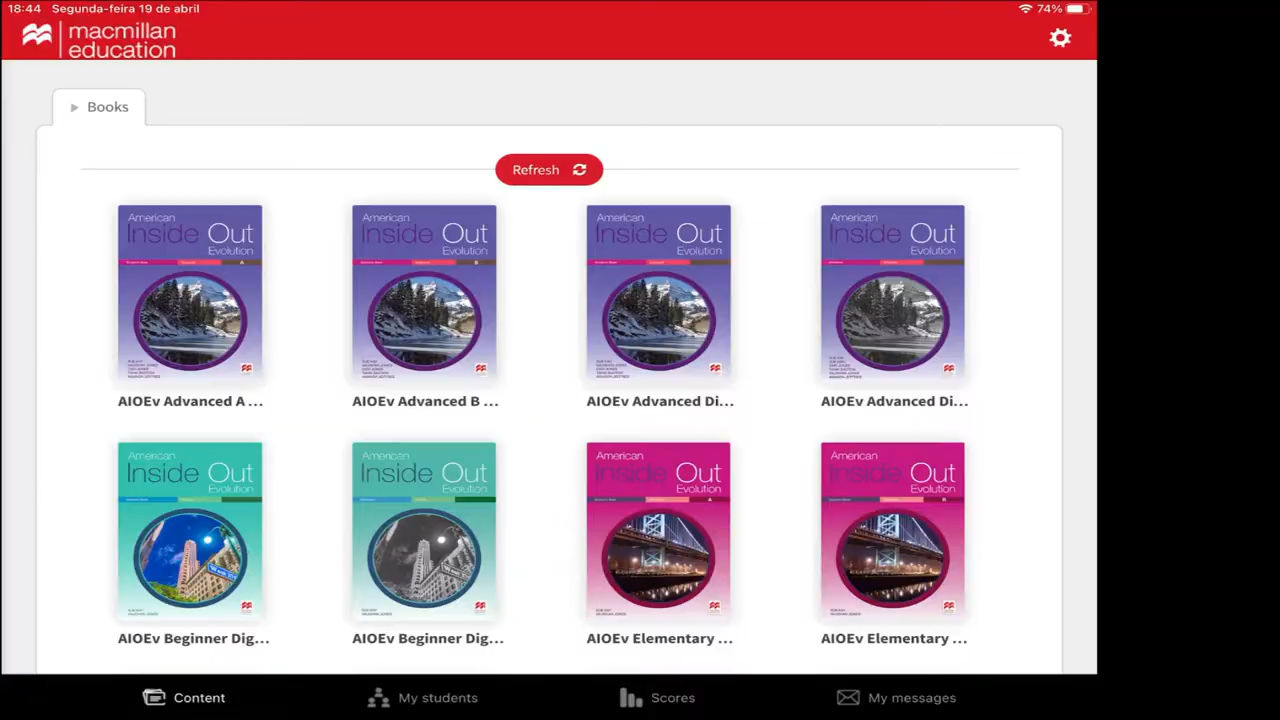 18:44 Segunda-feira 19 de abril 74%
macmillan
education
Books
Refresh
American
Inside Out
Evolution
Student's Book A
American
Inside Out
Evolution
B
American
Inside Out
Evolution
American
Inside Out
Evolution
AIOEv Advanced A ...
AIOEv Advanced B ...
AIOEv Advanced Di...
AIOEv Advanced Di...
American
Inside Out
Evolution
American
Inside Out
Evolution
American
Inside Out
Evolution
A
American
Inside Out
Evolution
B
AIOEv Beginner Dig...
AIOEv Beginner Dig...
AIOEv Elementary ...
AIOEv Elementary ...
Content
My students
Scores
My messages